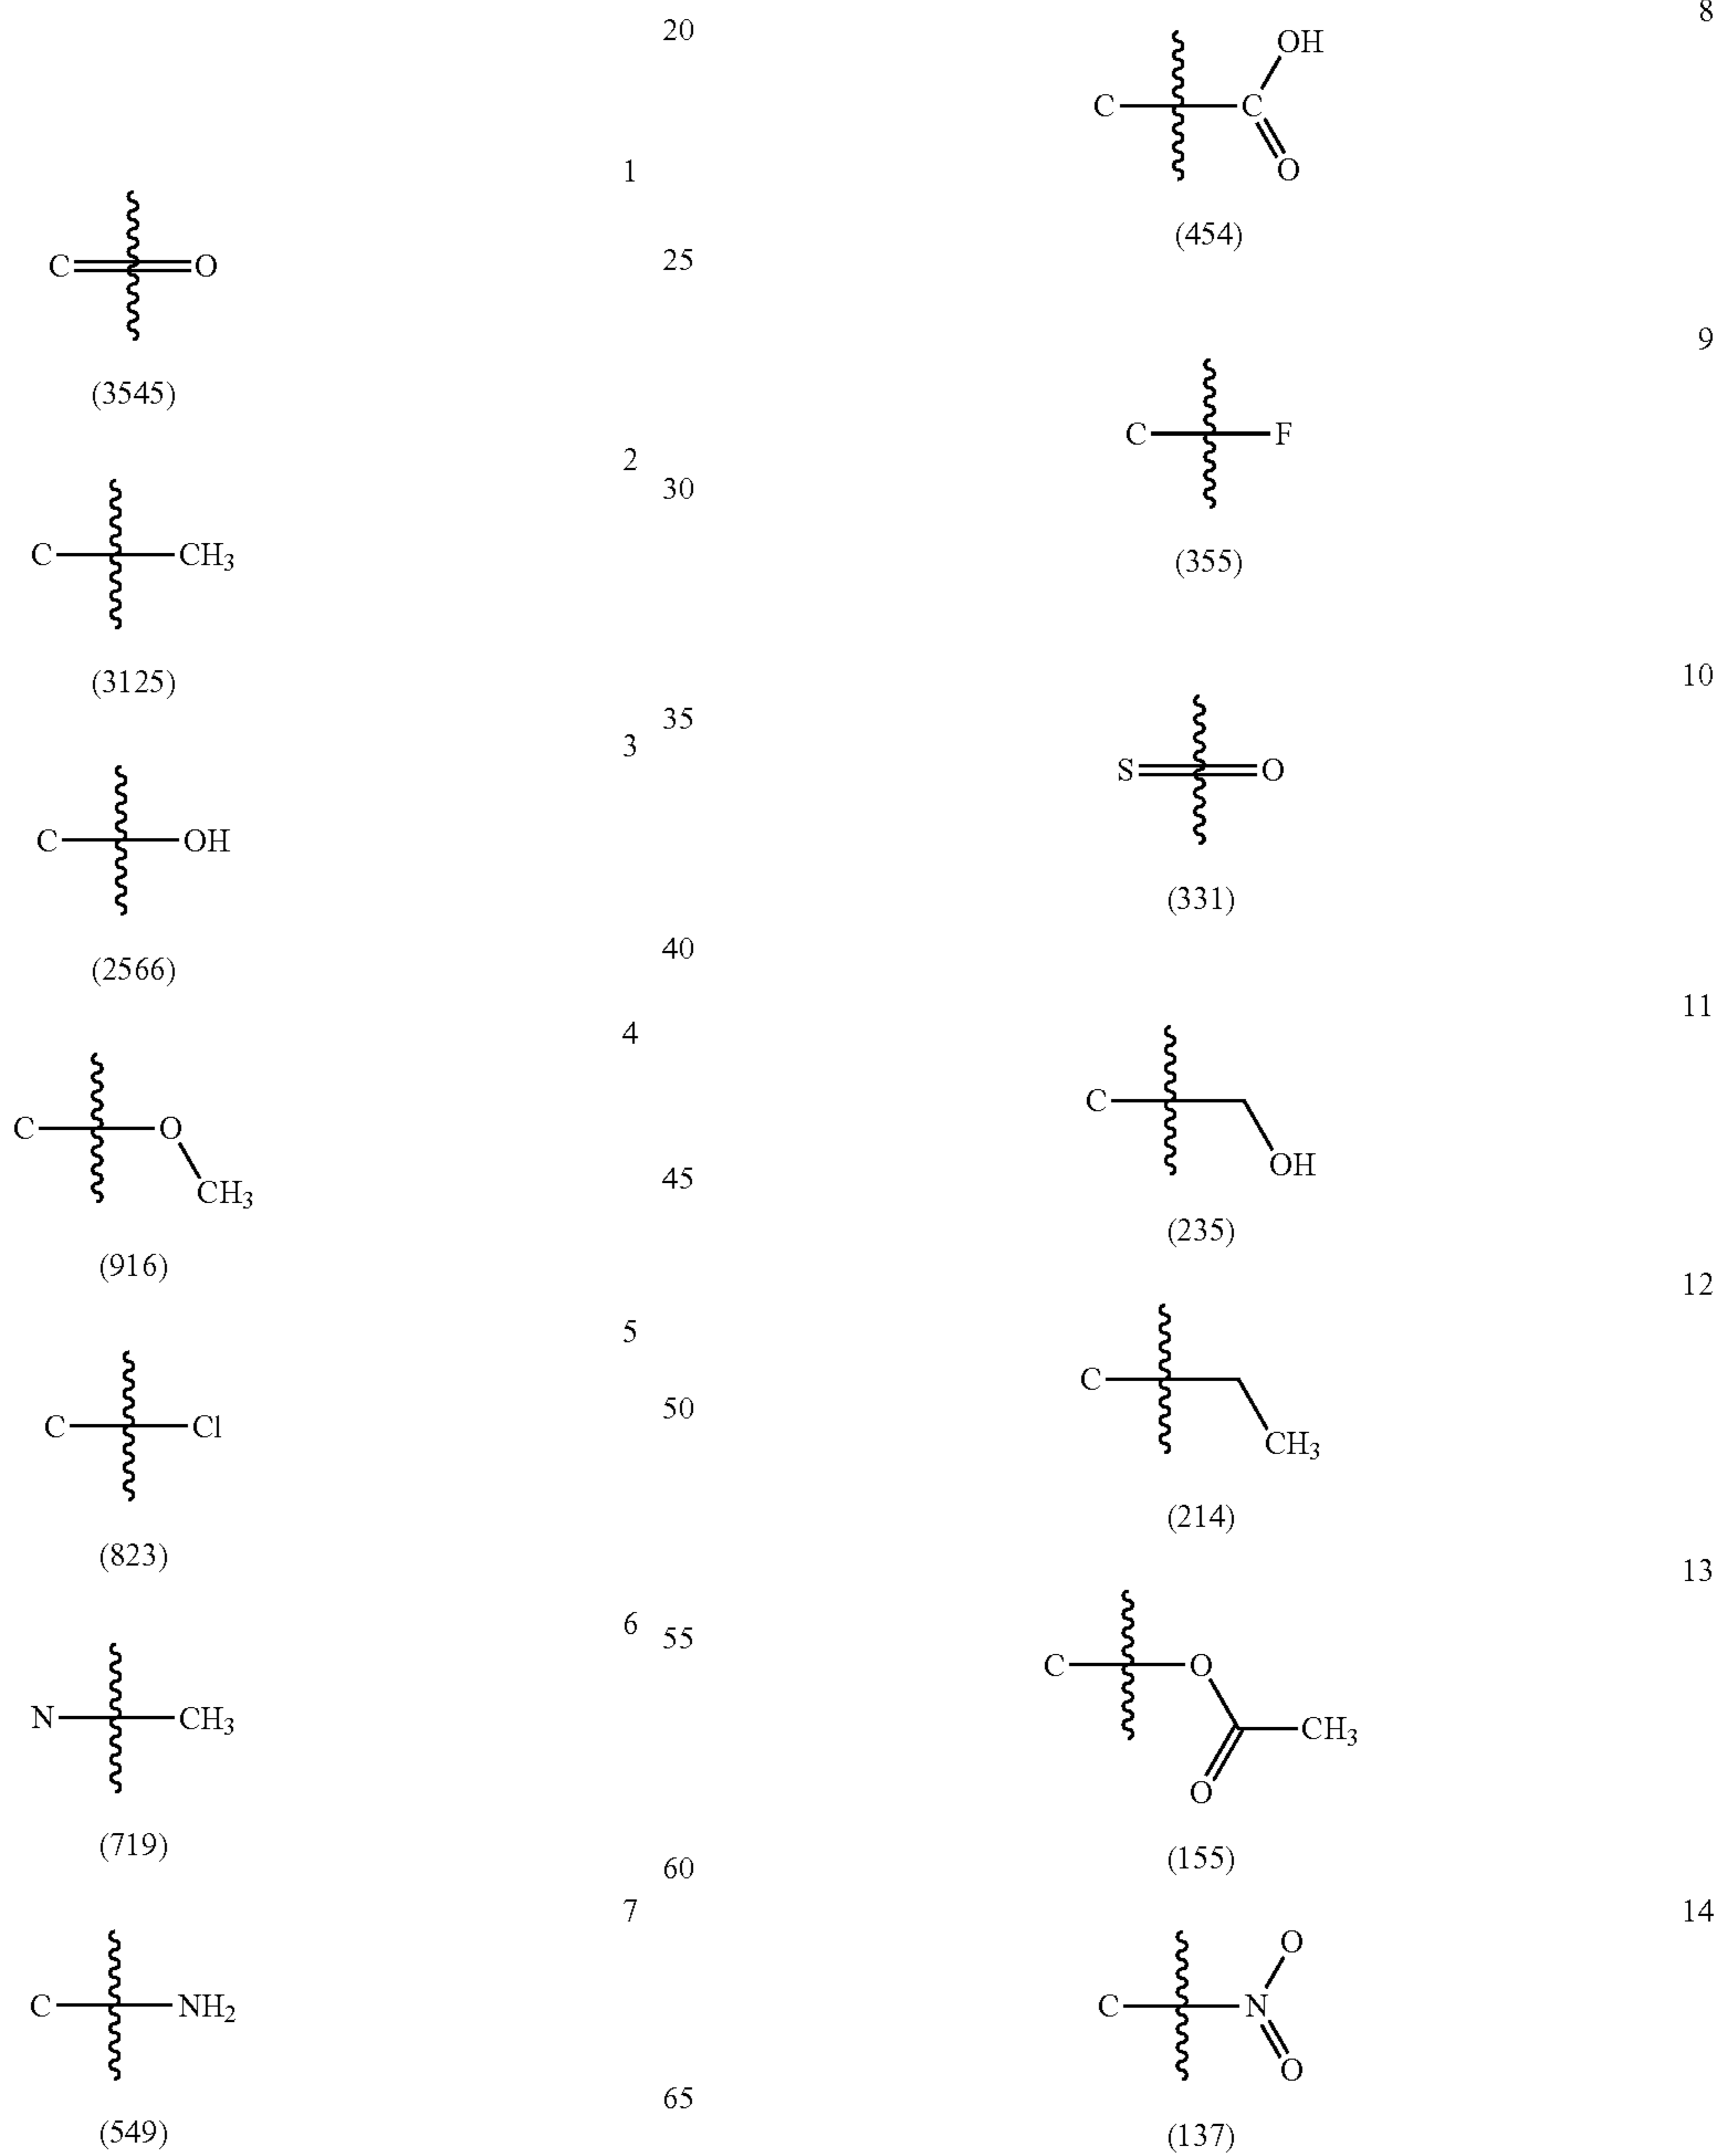 1
C O
(3545)
2
C CH3
(3125)
3
C OH
(2566)
4
C O
CH3
(916)
5
C Cl
(823)
6
N CH3
(719)
7
C NH2
(549)
20
25
30
35
40
45
50
55
60
65
8
OH
C C
O
(454)
9
C F
(355)
10
S O
(331)
11
C
OH
(235)
12
C
CH3
(214)
13
C O
CH3
O
(155)
14
O
C N
O
(137)